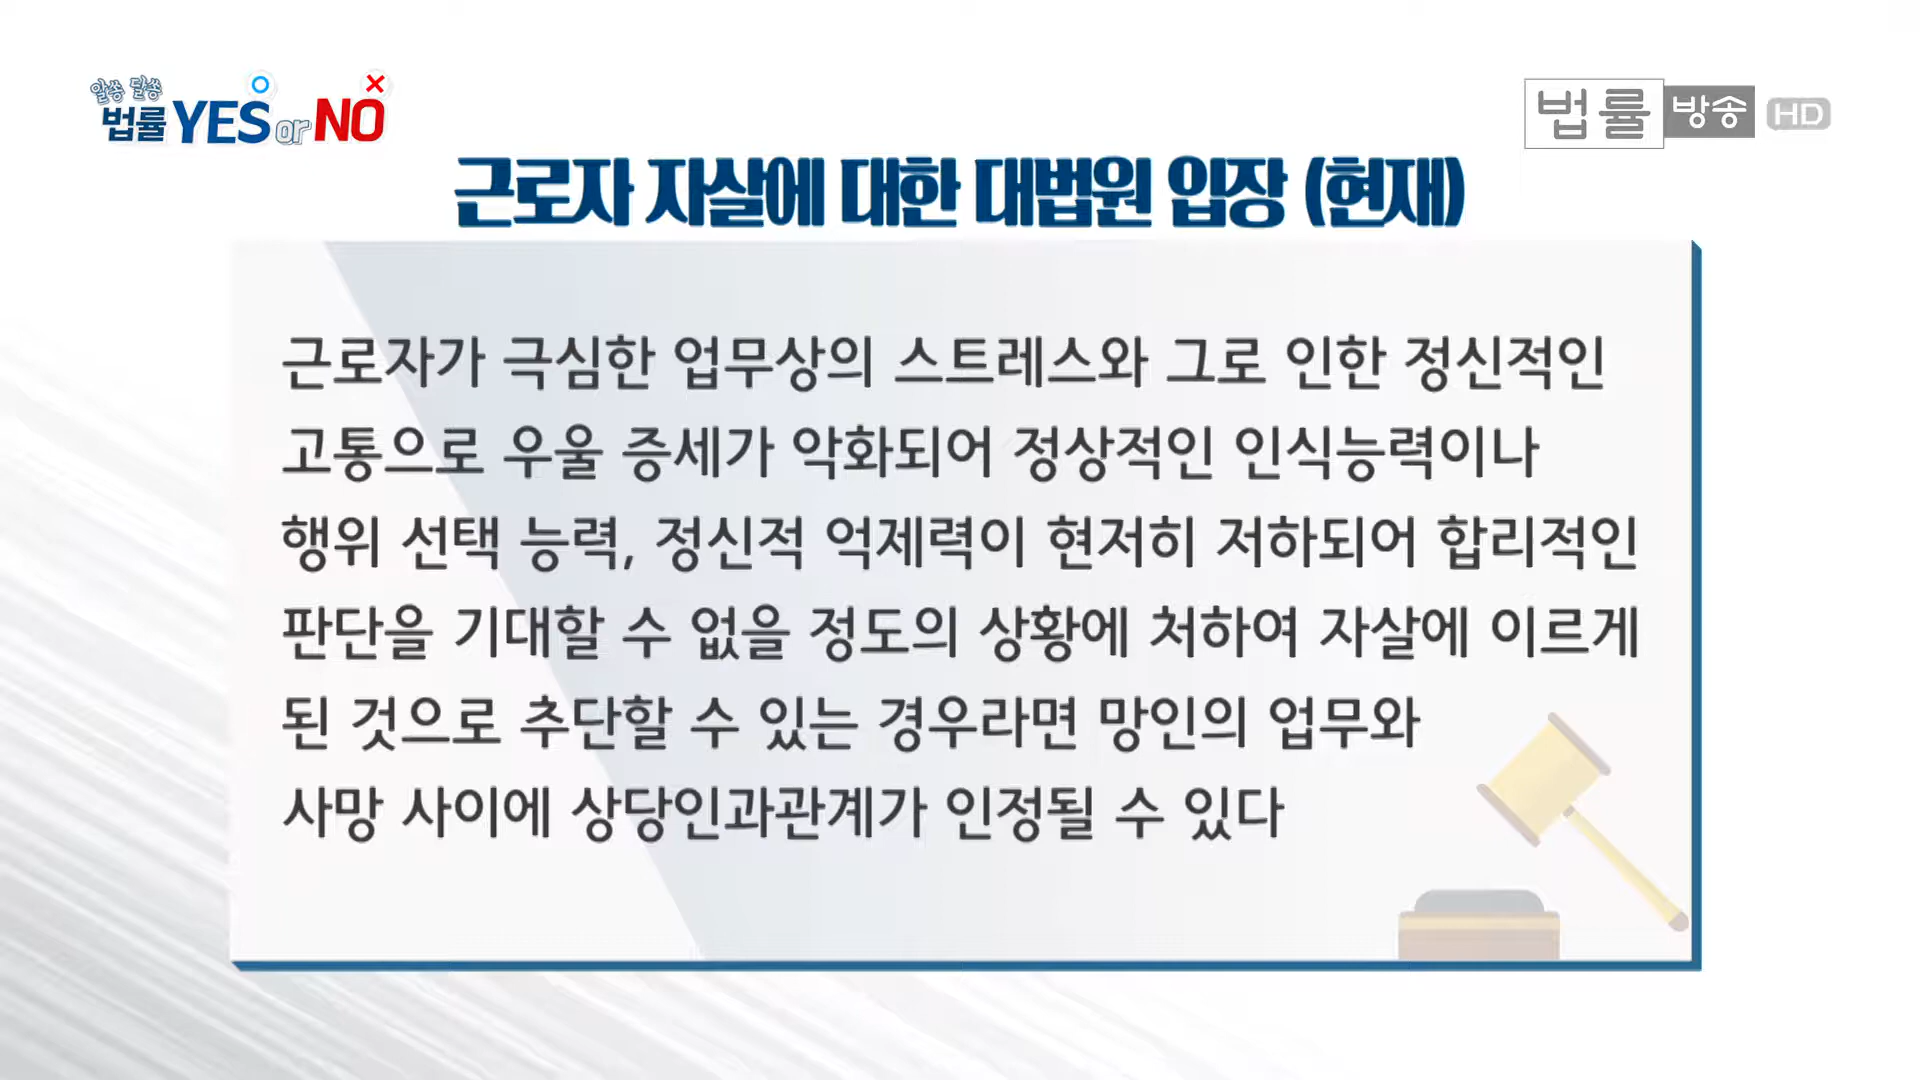 알쏭 달쏭
법률 YES or NO
법률방송 HD
근로자 자살에 대한 대법원 입장 (현재)
근로자가 극심한 업무상의 스트레스와 그로 인한 정신적인
고통으로 우울 증세가 악화되어 정상적인 인식능력이나
행위 선택 능력, 정신적 억제력이 현저히 저하되어 합리적인
판단을 기대할 수 없을 정도의 상황에 처하여 자살에 이르게
된 것으로 추단할 수 있는 경우라면 망인의 업무와
사망 사이에 상당인과관계가 인정될 수 있다